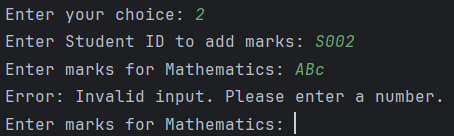 Enter your choice: 2
Enter Student ID to add marks: S002
Enter marks for Mathematics: ABc
Error: Invalid input. Please enter a number.
Enter marks for Mathematics: